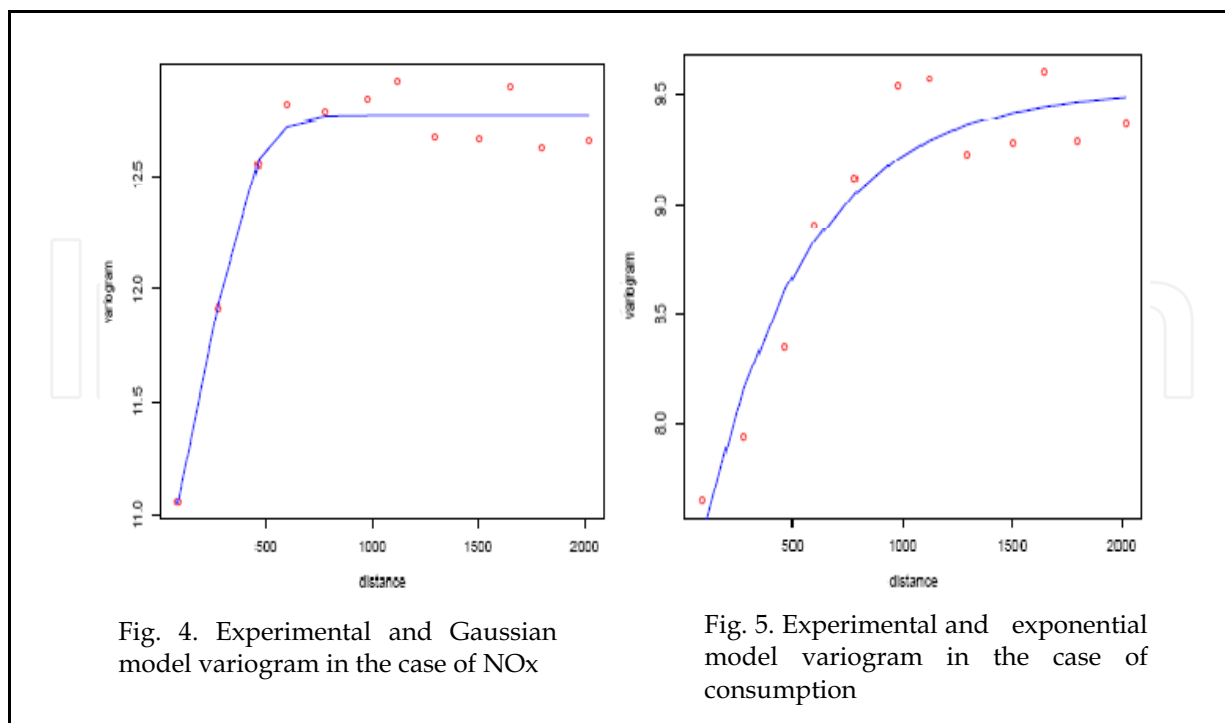 variogram
12.5
12.0
11.5
11.0
500
1000
1500
2000
distance
Fig. 4. Experimental and Gaussian
model variogram in the case of NOx
variogram
9.5
9.0
8.5
8.0
500
1000
1500
2000
distance
Fig. 5. Experimental and exponential
model variogram in the case of
consumption